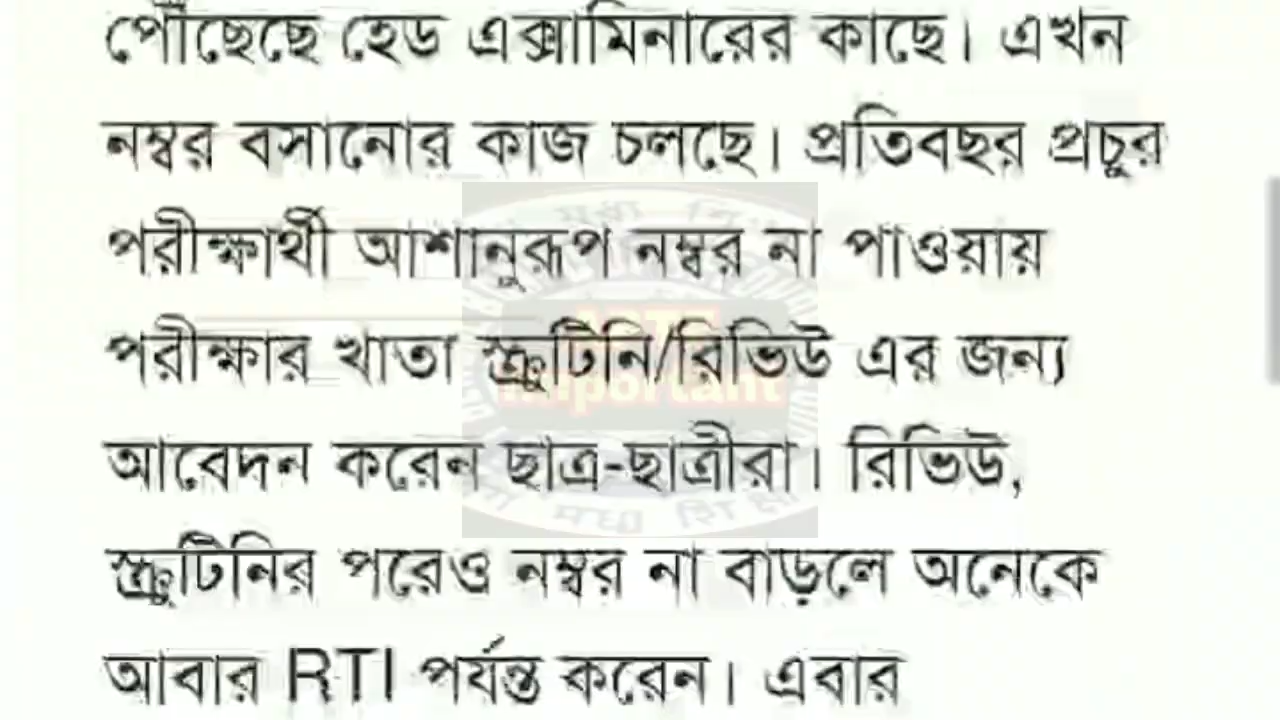 পৌঁছেছে হেড এক্সামিনারের কাছে। এখন
নম্বর বসানোর কাজ চলছে। প্রতিবছর প্রচুর
পরীক্ষার্থী আশানুরূপ নম্বর না পাওয়ায়
পরীক্ষার খাতা স্ক্রুটিনি/রিভিউ এর জন্য
আবেদন করেন ছাত্র-ছাত্রীরা। রিভিউ,
স্ক্রুটিনির পরেও নম্বর না বাড়লে অনেকে
আবার RTI পর্যন্ত করেন। এবার
important